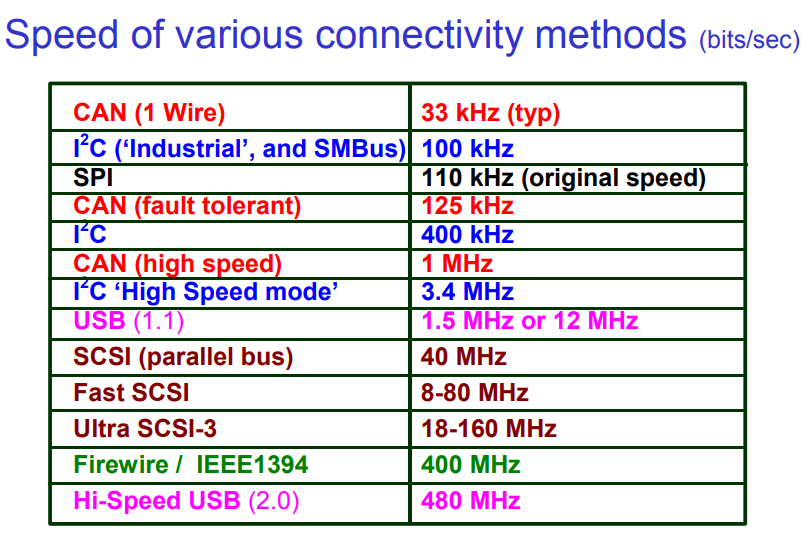 Speed of various connectivity methods (bits/sec)
CAN (1 Wire) 33 kHz (typ)
I²C (‘Industrial’, and SMBus) 100 kHz
SPI 110 kHz (original speed)
CAN (fault tolerant) 125 kHz
I²C 400 kHz
CAN (high speed) 1 MHz
I²C ‘High Speed mode’ 3.4 MHz
USB (1.1) 1.5 MHz or 12 MHz
SCSI (parallel bus) 40 MHz
Fast SCSI 8-80 MHz
Ultra SCSI-3 18-160 MHz
Firewire / IEEE1394 400 MHz
Hi-Speed USB (2.0) 480 MHz